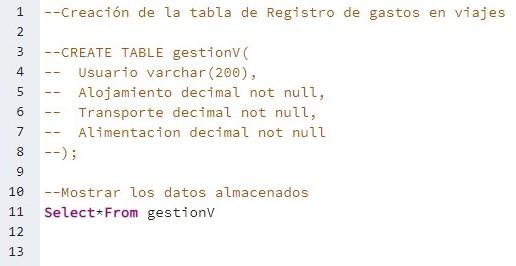 1 --Creación de la tabla de Registro de gastos en viajes
2
3 --CREATE TABLE gestionV(
4 --  Usuario varchar(200),
5 --  Alojamiento decimal not null,
6 --  Transporte decimal not null,
7 --  Alimentacion decimal not null
8 --);
9
10 --Mostrar los datos almacenados
11 Select*From gestionV
12
13